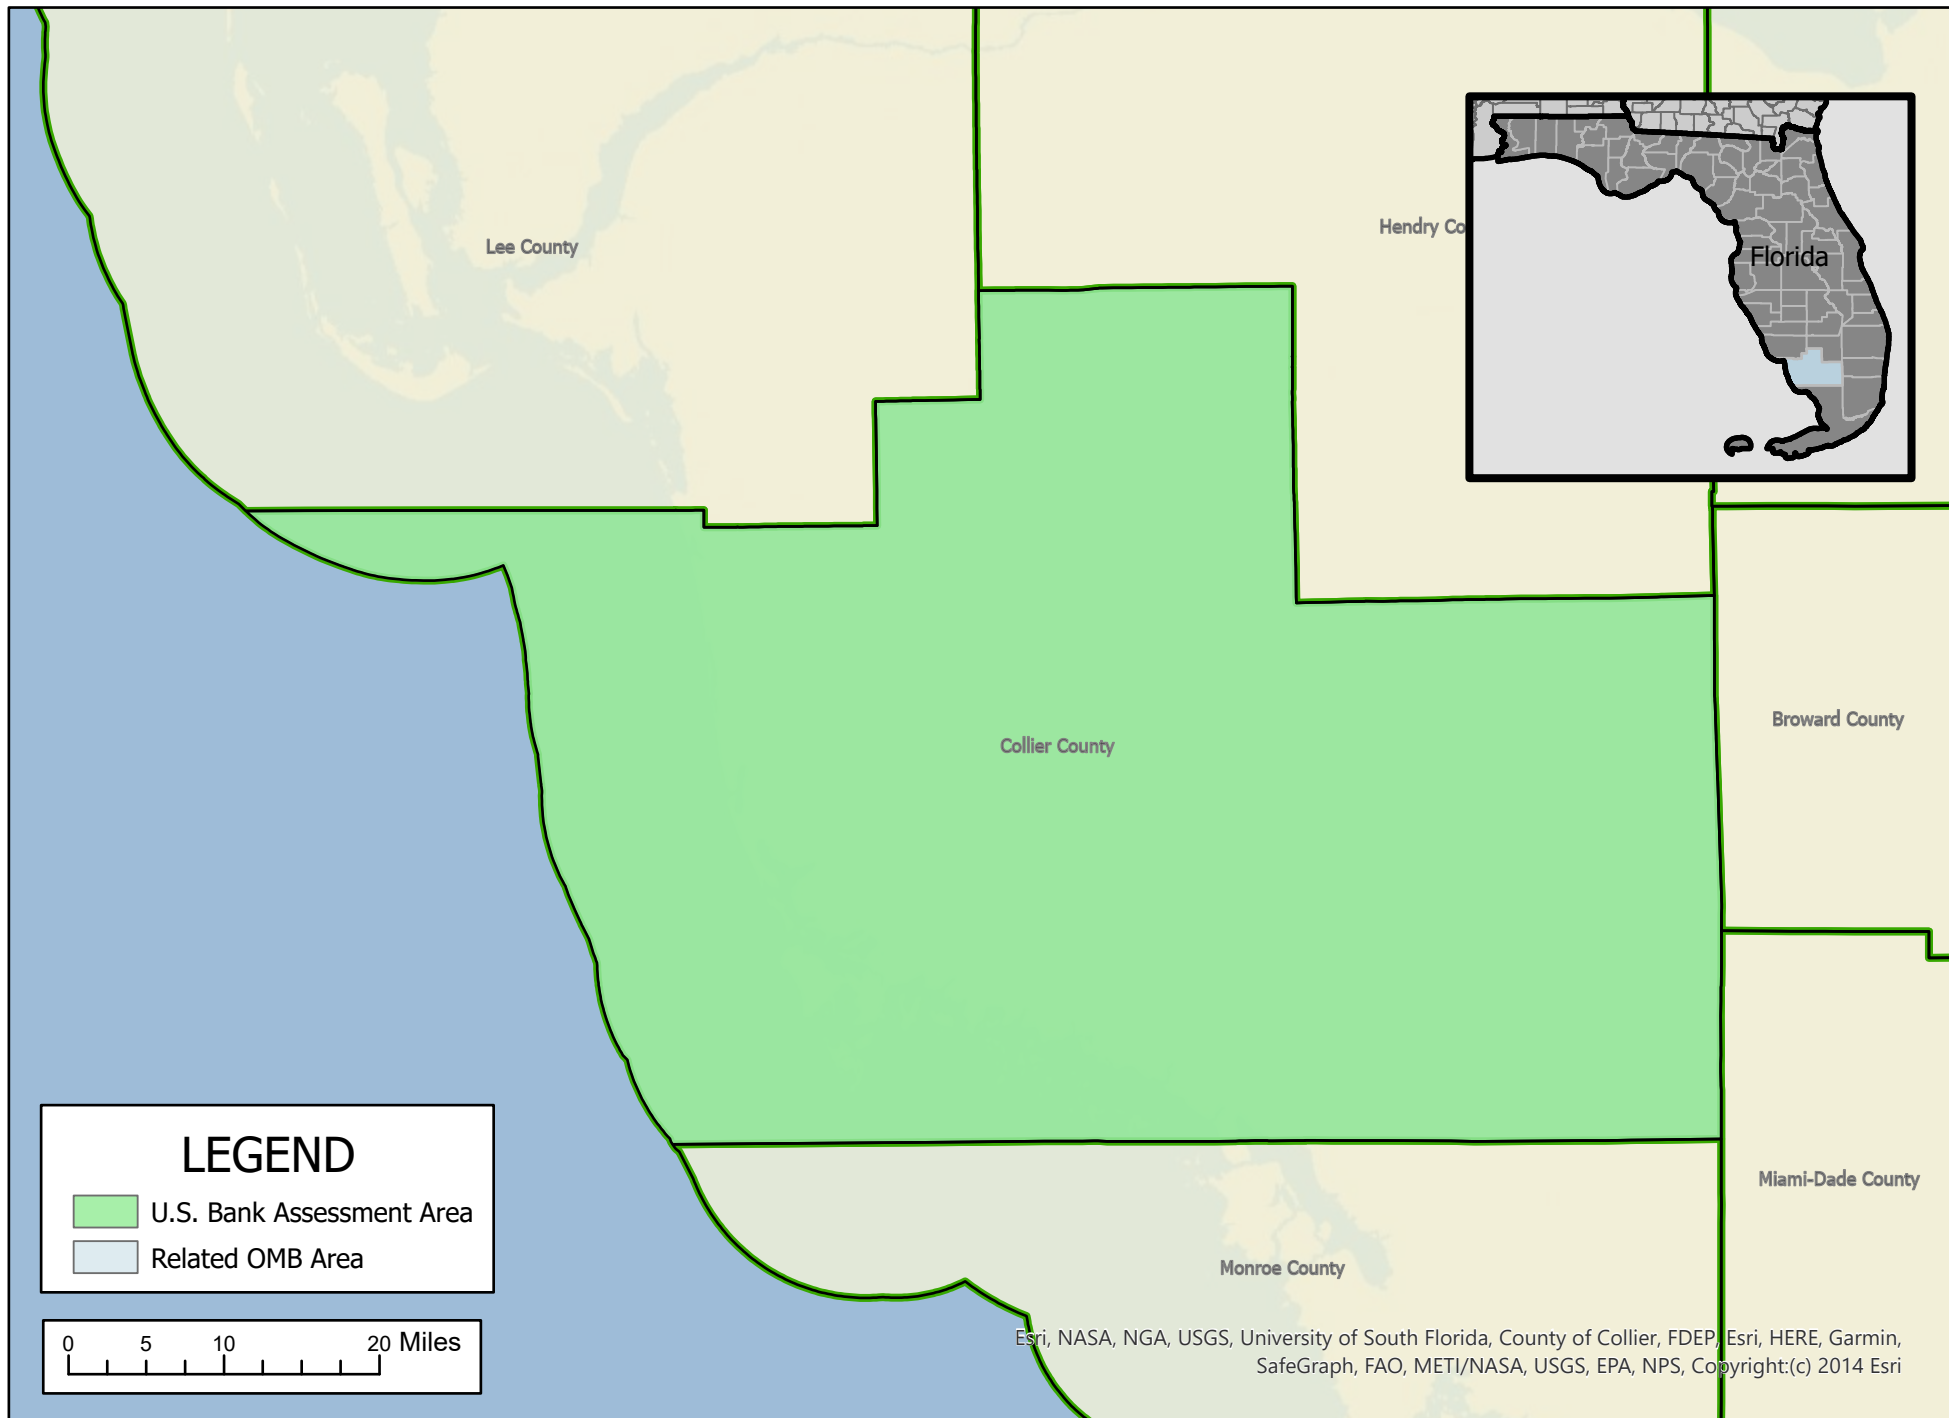 Lee County
Hendry Co
Florida
Collier County
Broward County
Miami-Dade County
Monroe County
LEGEND
U.S. Bank Assessment Area
Related OMB Area
0 5 10 20 Miles
Esri, NASA, NGA, USGS, University of South Florida, County of Collier, FDEP, Esri, HERE, Garmin,
SafeGraph, FAO, METI/NASA, USGS, EPA, NPS, Copyright:(c) 2014 Esri